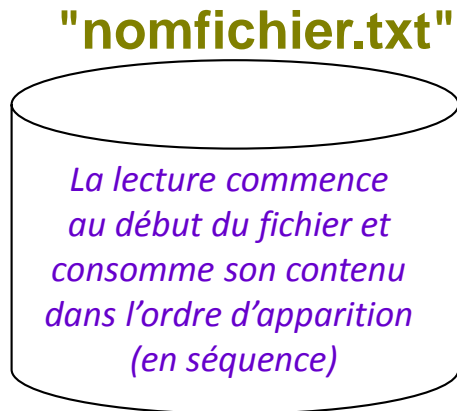 "nomfichier.txt"
La lecture commence
au début du fichier et
consomme son contenu
dans l’ordre d’apparition
(en séquence)